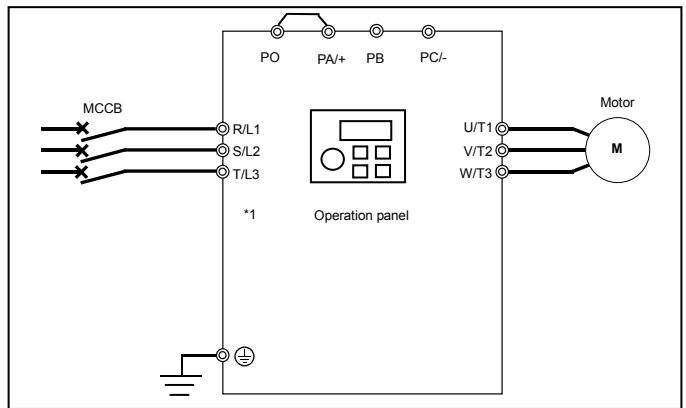 PO PA/+ PB PC/-
MCCB
Motor
R/L1
U/T1
S/L2
V/T2
M
T/L3
W/T3
*1
Operation panel